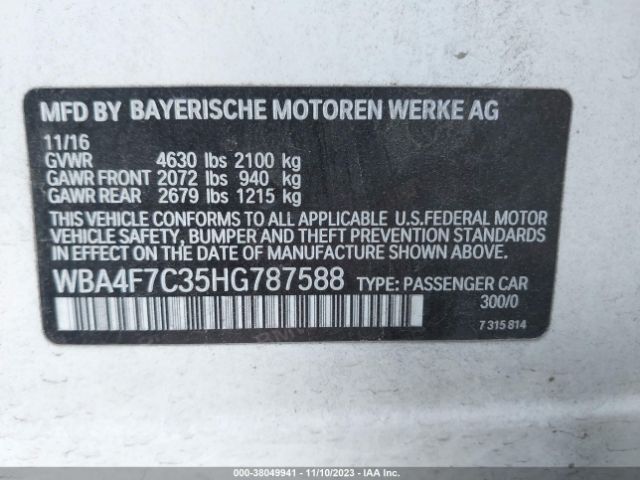 MFD BY BAYERISCHE MOTOREN WERKE AG
11/16
GVWR 4630 lbs 2100 kg
GAWR FRONT 2072 lbs 940 kg
GAWR REAR 2679 lbs 1215 kg
THIS VEHICLE CONFORMS TO ALL APPLICABLE U.S.FEDERAL MOTOR
VEHICLE SAFETY, BUMPER AND THEFT PREVENTION STANDARDS
IN EFFECT ON THE DATE OF MANUFACTURE SHOWN ABOVE.
WBA4F7C35HG787588 TYPE: PASSENGER CAR
300/0
7 315 814
000-38049941 - 11/10/2023 - IAA Inc.